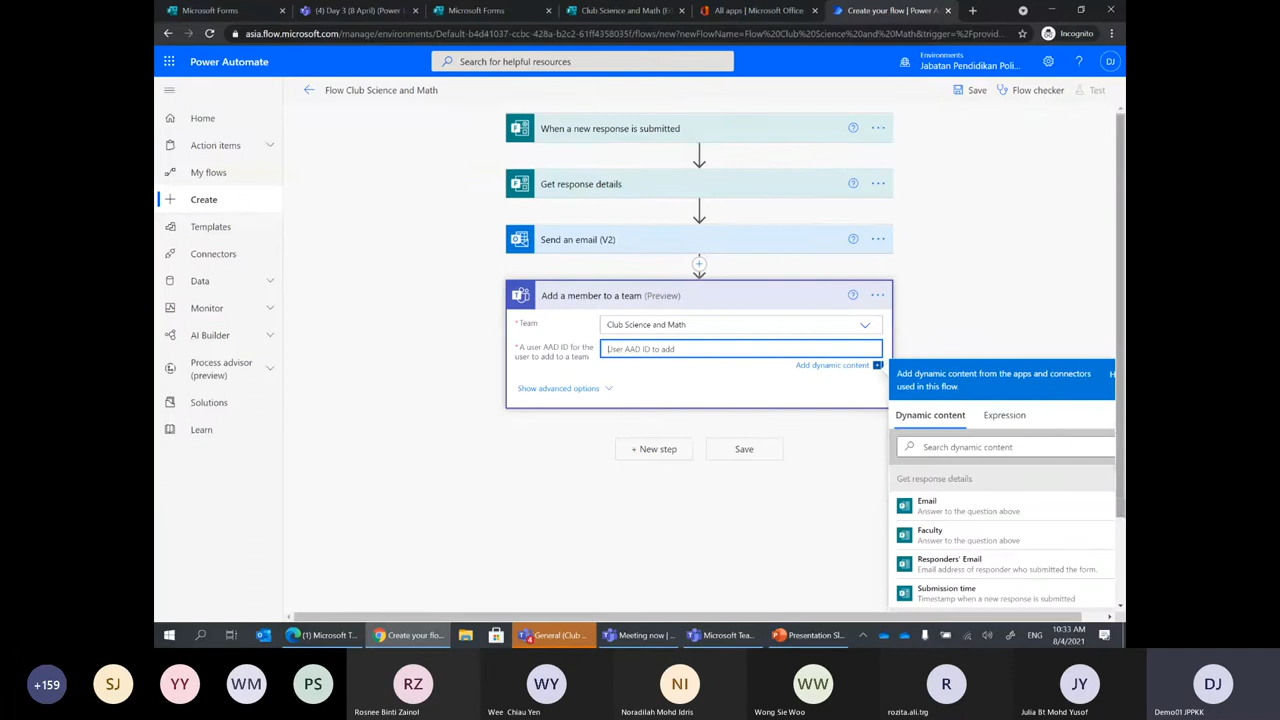 Microsoft Forms
(4) Day 3 (8 April) (Power
Microsoft Forms
Club Science and Math (E
All apps | Microsoft Office
Create your flow | Power A
asia.flow.microsoft.com/manage/environments/Default-b4d41037-ccbc-428a-b2c2-61ff4358035f/flows/new?newFlowName=Flow%20Club%20Science%20and%20Math&trigger=%2Fprovid...
Incognito
Power Automate
Search for helpful resources
Environments
Jabatan Pendidikan Poli...
DJ
Flow Club Science and Math
Save
Flow checker
Test
Home
Action items
My flows
Create
Templates
Connectors
Data
Monitor
AI Builder
Process advisor
(preview)
Solutions
Learn
When a new response is submitted
Get response details
Send an email (V2)
Add a member to a team (Preview)
* Team
Club Science and Math
* A user AAD ID for the
user to add to a team
User AAD ID to add
Add dynamic content
Show advanced options
+ New step
Save
Add dynamic content from the apps and connectors
used in this flow.
H
Dynamic content
Expression
Search dynamic content
Get response details
Email
Answer to the question above
Faculty
Answer to the question above
Responders' Email
Email address of responder who submitted the form.
Submission time
Timestamp when a new response is submitted
(1) Microsoft T...
Create your flo...
General (Club ...
Meeting now | ...
Microsoft Tea...
Presentation Sl...
ENG
10:33 AM
8/4/2021
+159
SJ
YY
WM
PS
RZ
Rosnee Binti Zainol
WY
Wee Chiau Yen
NI
Noradilah Mohd Idris
WW
Wong Sie Woo
R
rozita.ali.trg
JY
Julia Bt Mohd Yusof
DJ
Demo01 JPPKK